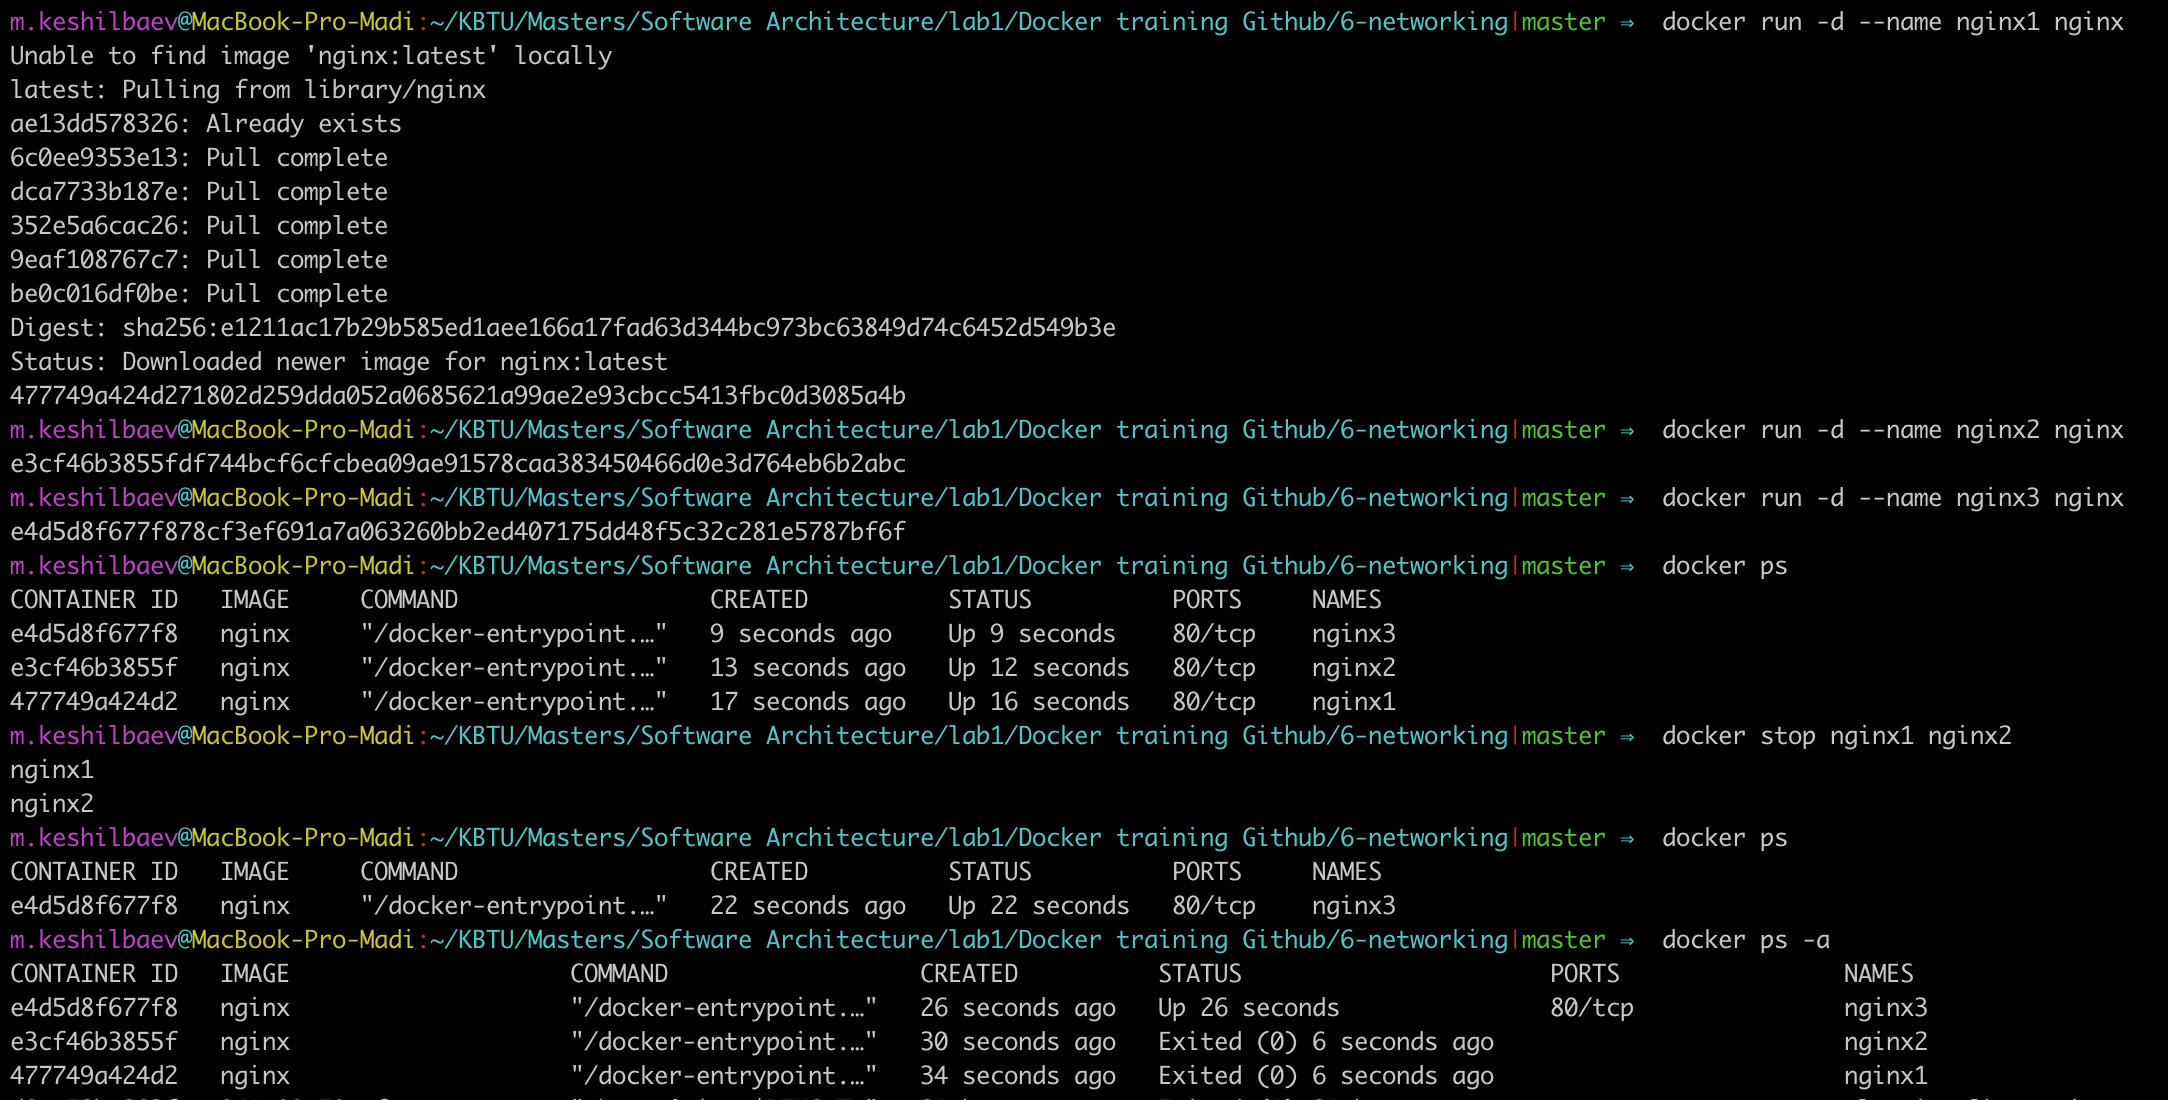 m.keshilbaev@MacBook-Pro-Madi:~/KBTU/Masters/Software Architecture/lab1/Docker training Github/6-networking|master ⇒  docker run -d --name nginx1 nginx
Unable to find image 'nginx:latest' locally
latest: Pulling from library/nginx
ae13dd578326: Already exists
6c0ee9353e13: Pull complete
dca7733b187e: Pull complete
352e5a6cac26: Pull complete
9eaf108767c7: Pull complete
be0c016df0be: Pull complete
Digest: sha256:e1211ac17b29b585ed1aee166a17fad63d344bc973bc63849d74c6452d549b3e
Status: Downloaded newer image for nginx:latest
477749a424d271802d259dda052a0685621a99ae2e93cbcc5413fbc0d3085a4b
m.keshilbaev@MacBook-Pro-Madi:~/KBTU/Masters/Software Architecture/lab1/Docker training Github/6-networking|master ⇒  docker run -d --name nginx2 nginx
e3cf46b3855fdf744bcf6cfcbea09ae91578caa383450466d0e3d764eb6b2abc
m.keshilbaev@MacBook-Pro-Madi:~/KBTU/Masters/Software Architecture/lab1/Docker training Github/6-networking|master ⇒  docker run -d --name nginx3 nginx
e4d5d8f677f878cf3ef691a7a063260bb2ed407175dd48f5c32c281e5787bf6f
m.keshilbaev@MacBook-Pro-Madi:~/KBTU/Masters/Software Architecture/lab1/Docker training Github/6-networking|master ⇒  docker ps
CONTAINER ID   IMAGE     COMMAND                  CREATED          STATUS          PORTS     NAMES
e4d5d8f677f8   nginx     "/docker-entrypoint.…"   9 seconds ago    Up 9 seconds    80/tcp    nginx3
e3cf46b3855f   nginx     "/docker-entrypoint.…"   13 seconds ago   Up 12 seconds   80/tcp    nginx2
477749a424d2   nginx     "/docker-entrypoint.…"   17 seconds ago   Up 16 seconds   80/tcp    nginx1
m.keshilbaev@MacBook-Pro-Madi:~/KBTU/Masters/Software Architecture/lab1/Docker training Github/6-networking|master ⇒  docker stop nginx1 nginx2
nginx1
nginx2
m.keshilbaev@MacBook-Pro-Madi:~/KBTU/Masters/Software Architecture/lab1/Docker training Github/6-networking|master ⇒  docker ps
CONTAINER ID   IMAGE     COMMAND                  CREATED          STATUS          PORTS     NAMES
e4d5d8f677f8   nginx     "/docker-entrypoint.…"   22 seconds ago   Up 22 seconds   80/tcp    nginx3
m.keshilbaev@MacBook-Pro-Madi:~/KBTU/Masters/Software Architecture/lab1/Docker training Github/6-networking|master ⇒  docker ps -a
CONTAINER ID   IMAGE                    COMMAND                  CREATED          STATUS                      PORTS                NAMES
e4d5d8f677f8   nginx                    "/docker-entrypoint.…"   26 seconds ago   Up 26 seconds               80/tcp               nginx3
e3cf46b3855f   nginx                    "/docker-entrypoint.…"   30 seconds ago   Exited (0) 6 seconds ago                         nginx2
477749a424d2   nginx                    "/docker-entrypoint.…"   34 seconds ago   Exited (0) 6 seconds ago                         nginx1